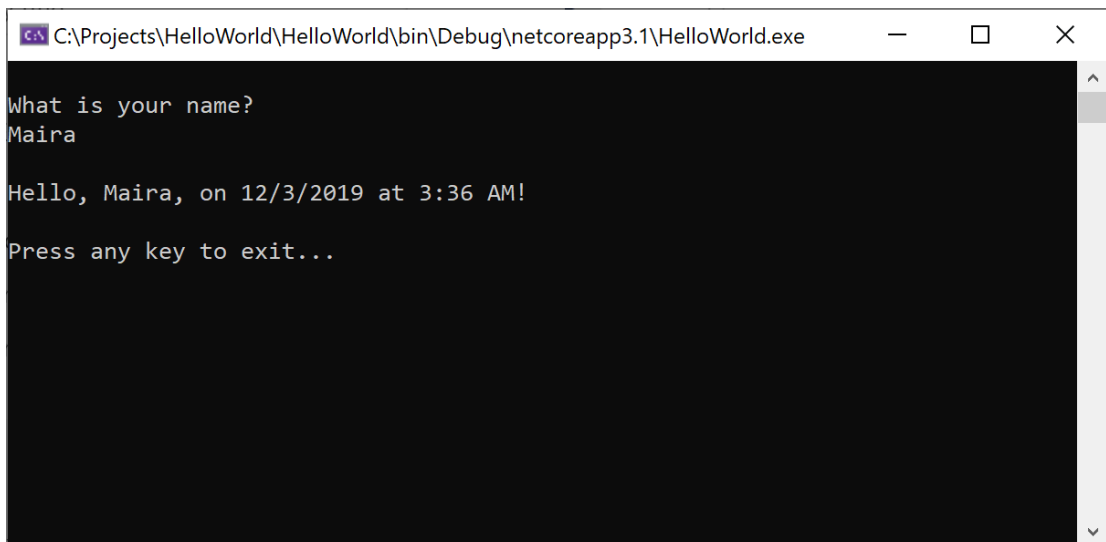 C:\Projects\HelloWorld\HelloWorld\bin\Debug\netcoreapp3.1\HelloWorld.exe
What is your name?
Maira
Hello, Maira, on 12/3/2019 at 3:36 AM!
Press any key to exit...